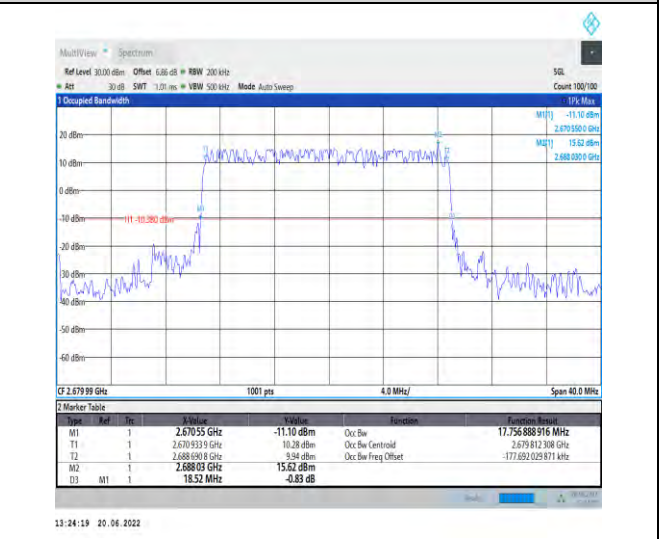 MultiView Spectrum
Ref Level 30.00 dBm Offset 6.86 dB RBW 200 kHz SGL
Att 30 dB SWT 1.01 ms VBW 500 kHz Mode Auto Sweep Count 100/100
1 Occupied Bandwidth 1Pk Max
M1[1] -11.10 dBm
2.670 550 0 GHz
M2[1] 15.62 dBm
2.688 030 0 GHz
20 dBm
10 dBm
0 dBm
-10 dBm H1 -10.380 dBm
-20 dBm
-30 dBm
-40 dBm
-50 dBm
-60 dBm
T1
M2
T2
M1
D3
CF 2.679 99 GHz 1001 pts 4.0 MHz/ Span 40.0 MHz
2 Marker Table
Type Ref Trc X-Value Y-Value Function Function Result
M1 1 2.670 55 GHz -11.10 dBm Occ Bw 17.756 888 916 MHz
T1 1 2.670 933 9 GHz 10.28 dBm Occ Bw Centroid 2.679 812 308 GHz
T2 1 2.688 690 8 GHz 9.94 dBm Occ Bw Freq Offset -177.692 029 871 kHz
M2 1 2.688 03 GHz 15.62 dBm
D3 M1 1 18.52 MHz -0.83 dB
13:24:19 20.06.2022